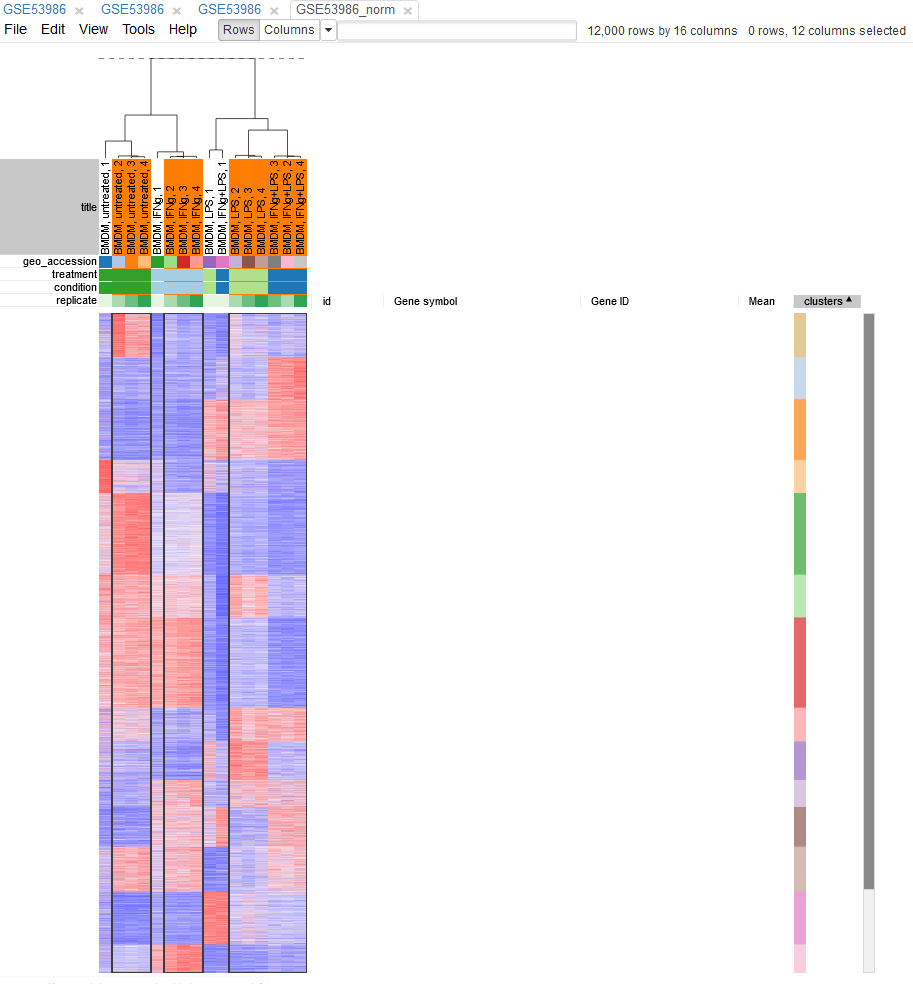 GSE53986 × GSE53986 × GSE53986 × GSE53986_norm ×
File Edit View Tools Help Rows Columns 12,000 rows by 16 columns 0 rows, 12 columns selected
title
BMDM, untreated, 1
BMDM, untreated, 2
BMDM, untreated, 3
BMDM, untreated, 4
BMDM, IFNg, 1
BMDM, IFNg, 2
BMDM, IFNg, 3
BMDM, IFNg, 4
BMDM, LPS, 1
BMDM, IFNg+LPS, 1
BMDM, LPS, 2
BMDM, LPS, 3
BMDM, LPS, 4
BMDM, IFNg+LPS, 3
BMDM, IFNg+LPS, 2
BMDM, IFNg+LPS, 4
geo_accession
treatment
condition
replicate id Gene symbol Gene ID Mean clusters